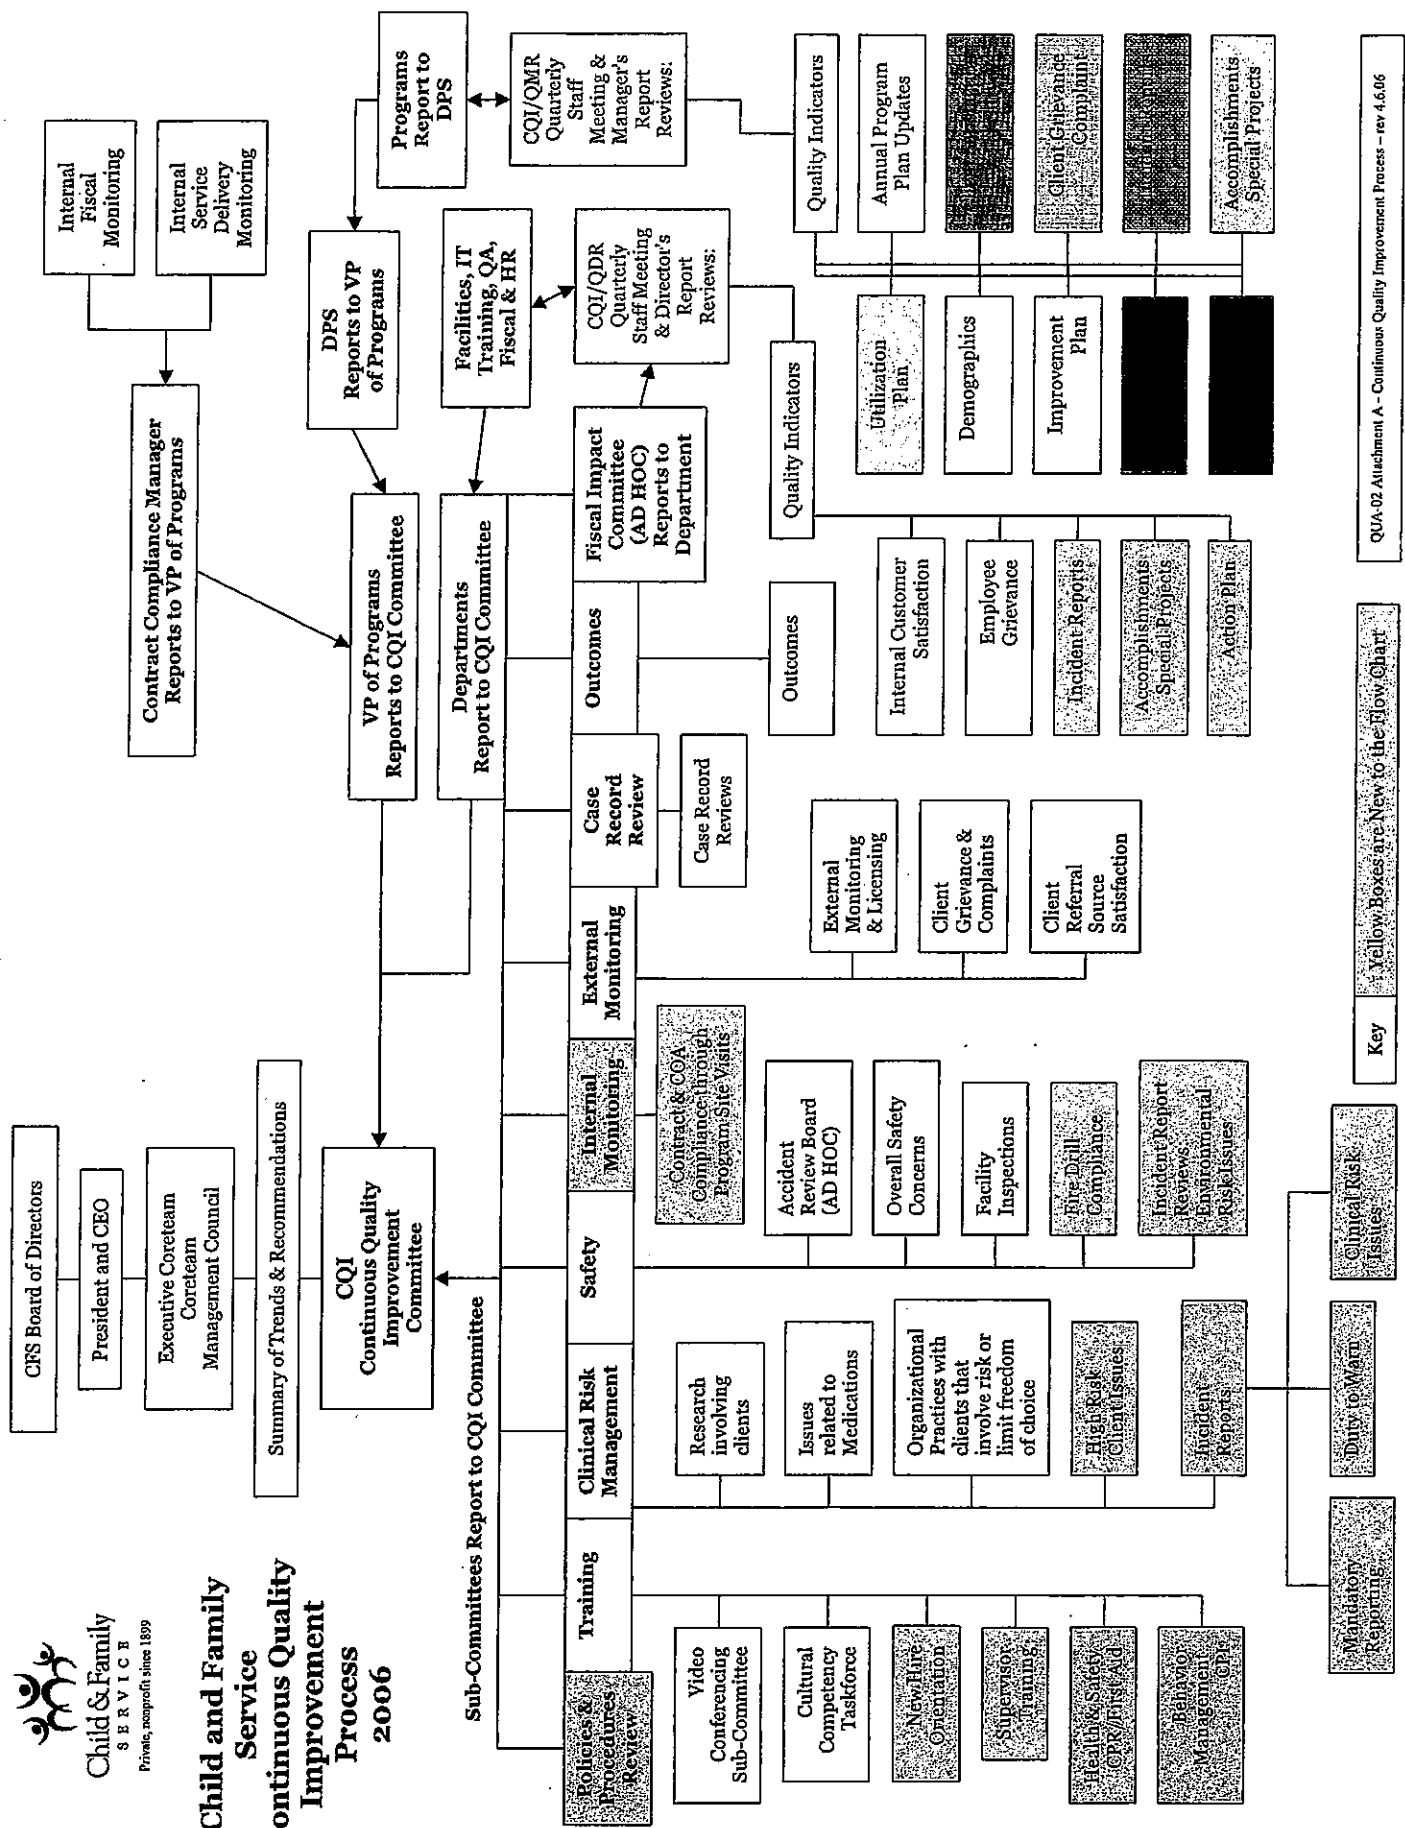 Child & Family
SERVICE
Private, nonprofit since 1899
Child and Family
Service
ontinuous Quality
Improvement
Process
2006
CFS Board of Directors
President and CEO
Executive Coreteam
Coreteam
Management Council
Summary of Trends & Recommendations
CQI
Continuous Quality
Improvement
Committee
Internal
Fiscal
Monitoring
Internal
Service
Delivery
Monitoring
Contract Compliance Manager
Reports to VP of Programs
DPS
Reports to VP
of Programs
Programs
Report to
DPS
VP of Programs
Reports to CQI Committee
Departments
Report to CQI Committee
Facilities, IT
Training, QA,
Fiscal & HR
CQI/QMR
Quarterly
Staff
Meeting &
Manager's
Report
Reviews:
CQI/QDR
Quarterly
Staff Meeting
& Director's
Report
Reviews:
Sub-Committees Report to CQI Committee
Policies &
Procedures
Review
Training
Clinical Risk
Management
Safety
Internal
Monitoring
External
Monitoring
Case
Record
Review
Outcomes
Fiscal Impact
Committee
(AD HOC)
Reports to
Department
Video
Conferencing
Sub-Committee
Cultural
Competency
Taskforce
New Hire
Orientation
Supervisor
Training
Health & Safety
CPR/First Aid
Behavior
Management
CPI
Research
involving
clients
Issues
related to
Medications
Organizational
Practices with
clients that
involve risk or
limit freedom
of choice
High Risk
Client Issues
Incident
Reports
Mandatory
Reporting
Duty to Warn
Clinical Risk
Issues
Contract & COA
Compliance through
Program Site Visits
Accident
Review Board
(AD HOC)
Overall Safety
Concerns
Facility
Inspections
Fire Drill
Compliance
Incident Report
Reviews
Environmental
Risk Issues
External
Monitoring
& Licensing
Client
Grievance &
Complaints
Client
Referral
Source
Satisfaction
Case Record
Reviews
Outcomes
Quality Indicators
Internal Customer
Satisfaction
Employee
Grievance
Incident Reports
Accomplishments
Special Projects
Action Plan
Quality Indicators
Utilization
Plan
Annual Program
Plan Updates
Demographics
Improvement
Plan
Client Grievance
Complaint
Accomplishments
Special Projects
Key
Yellow Boxes are New to the Flow Chart
QUA-02 Attachment A – Continuous Quality Improvement Process – rev 4.6.06